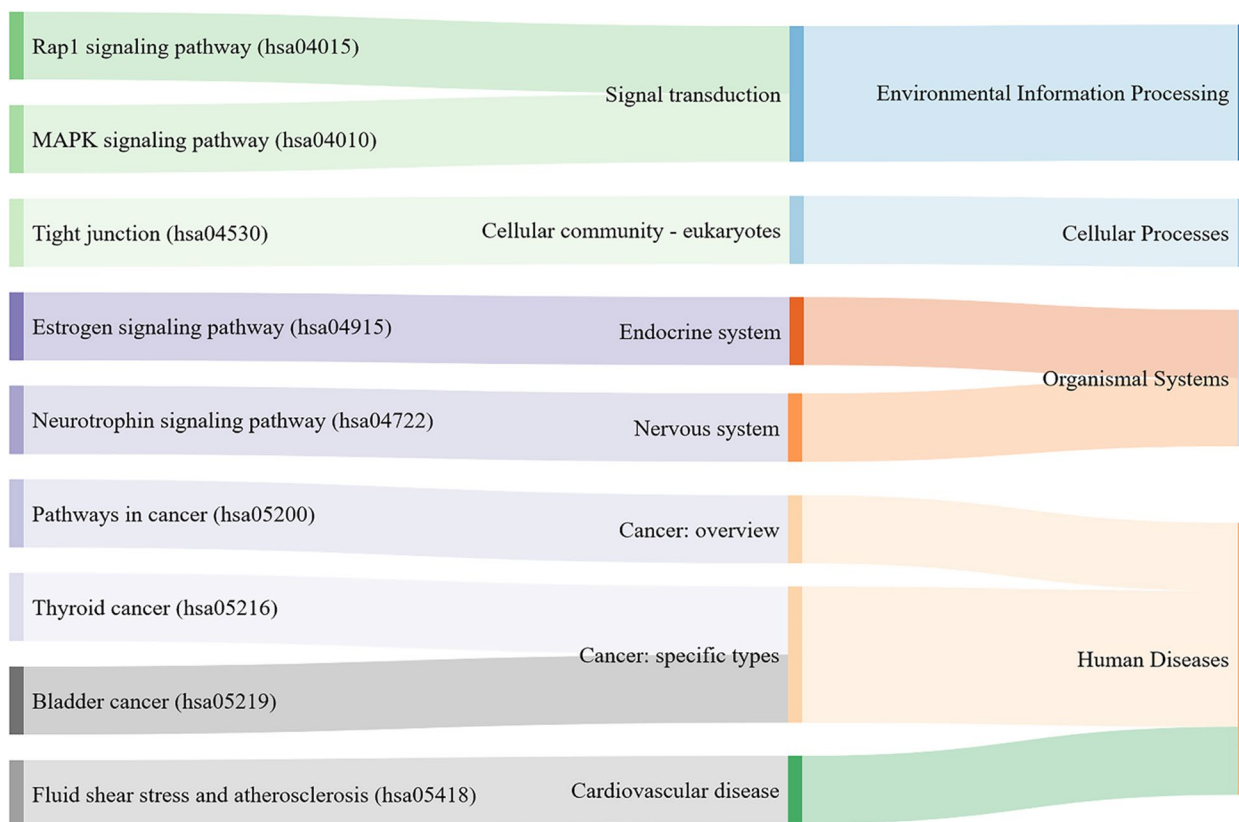 Rap1 signaling pathway (hsa04015)
MAPK signaling pathway (hsa04010)
Tight junction (hsa04530)
Estrogen signaling pathway (hsa04915)
Neurotrophin signaling pathway (hsa04722)
Pathways in cancer (hsa05200)
Thyroid cancer (hsa05216)
Bladder cancer (hsa05219)
Fluid shear stress and atherosclerosis (hsa05418)
Signal transduction
Cellular community - eukaryotes
Endocrine system
Nervous system
Cancer: overview
Cancer: specific types
Cardiovascular disease
Environmental Information Processing
Cellular Processes
Organismal Systems
Human Diseases